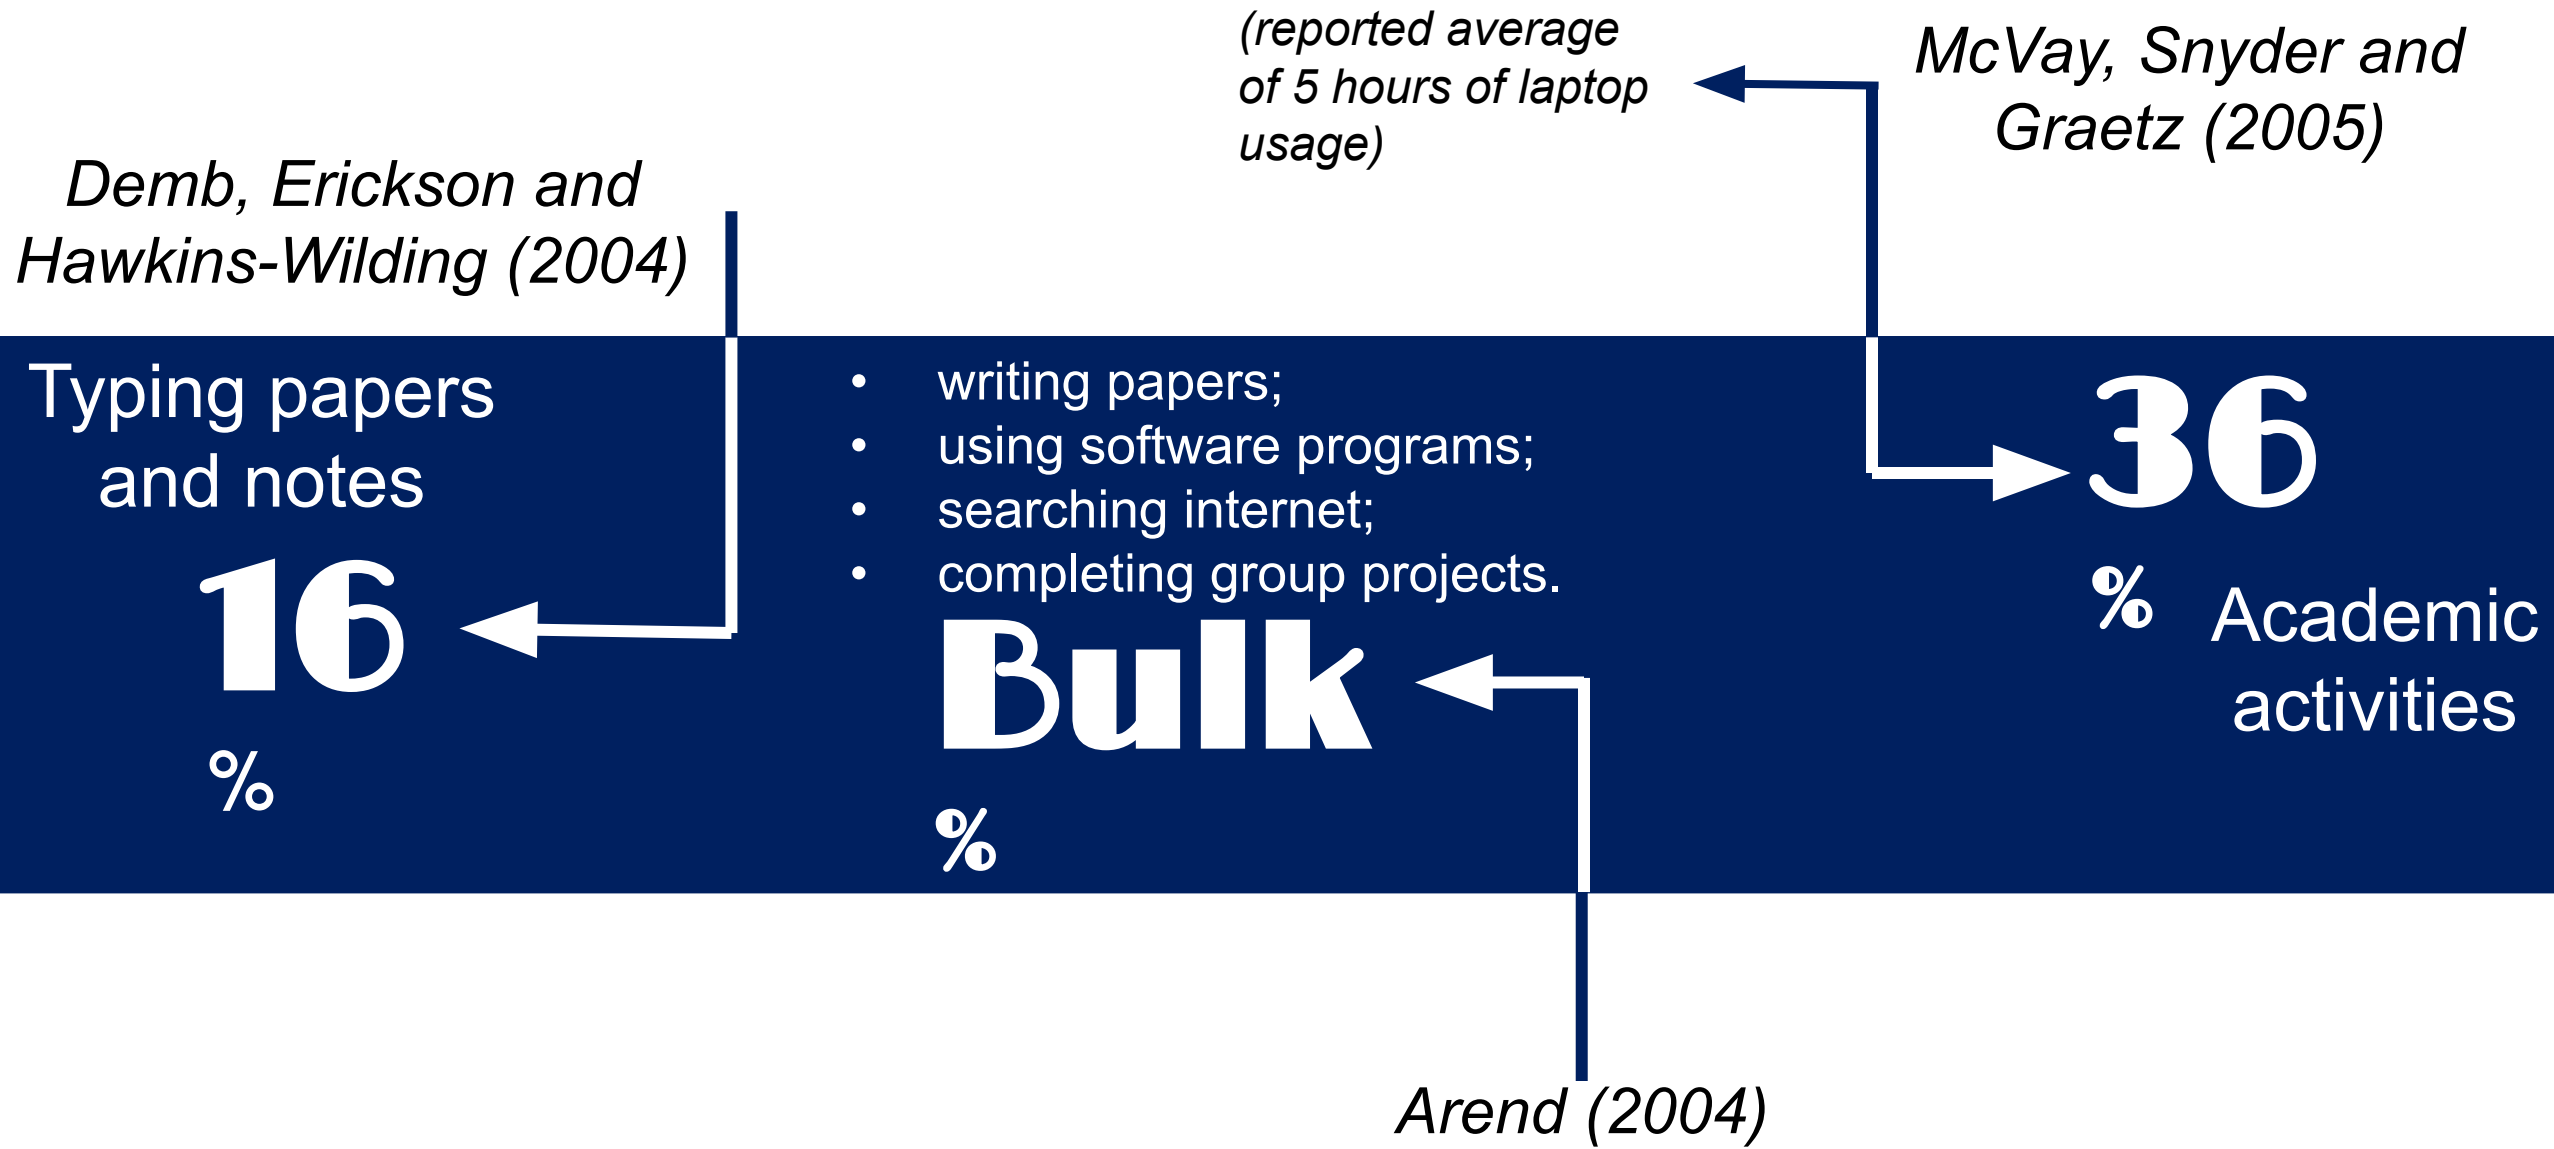 (reported average
of 5 hours of laptop
usage)
McVay, Snyder and
Graetz (2005)
Demb, Erickson and
Hawkins-Wilding (2004)
Typing papers
and notes
16
%
• writing papers;
• using software programs;
• searching internet;
• completing group projects.
Bulk
%
36
%
Academic
activities
Arend (2004)